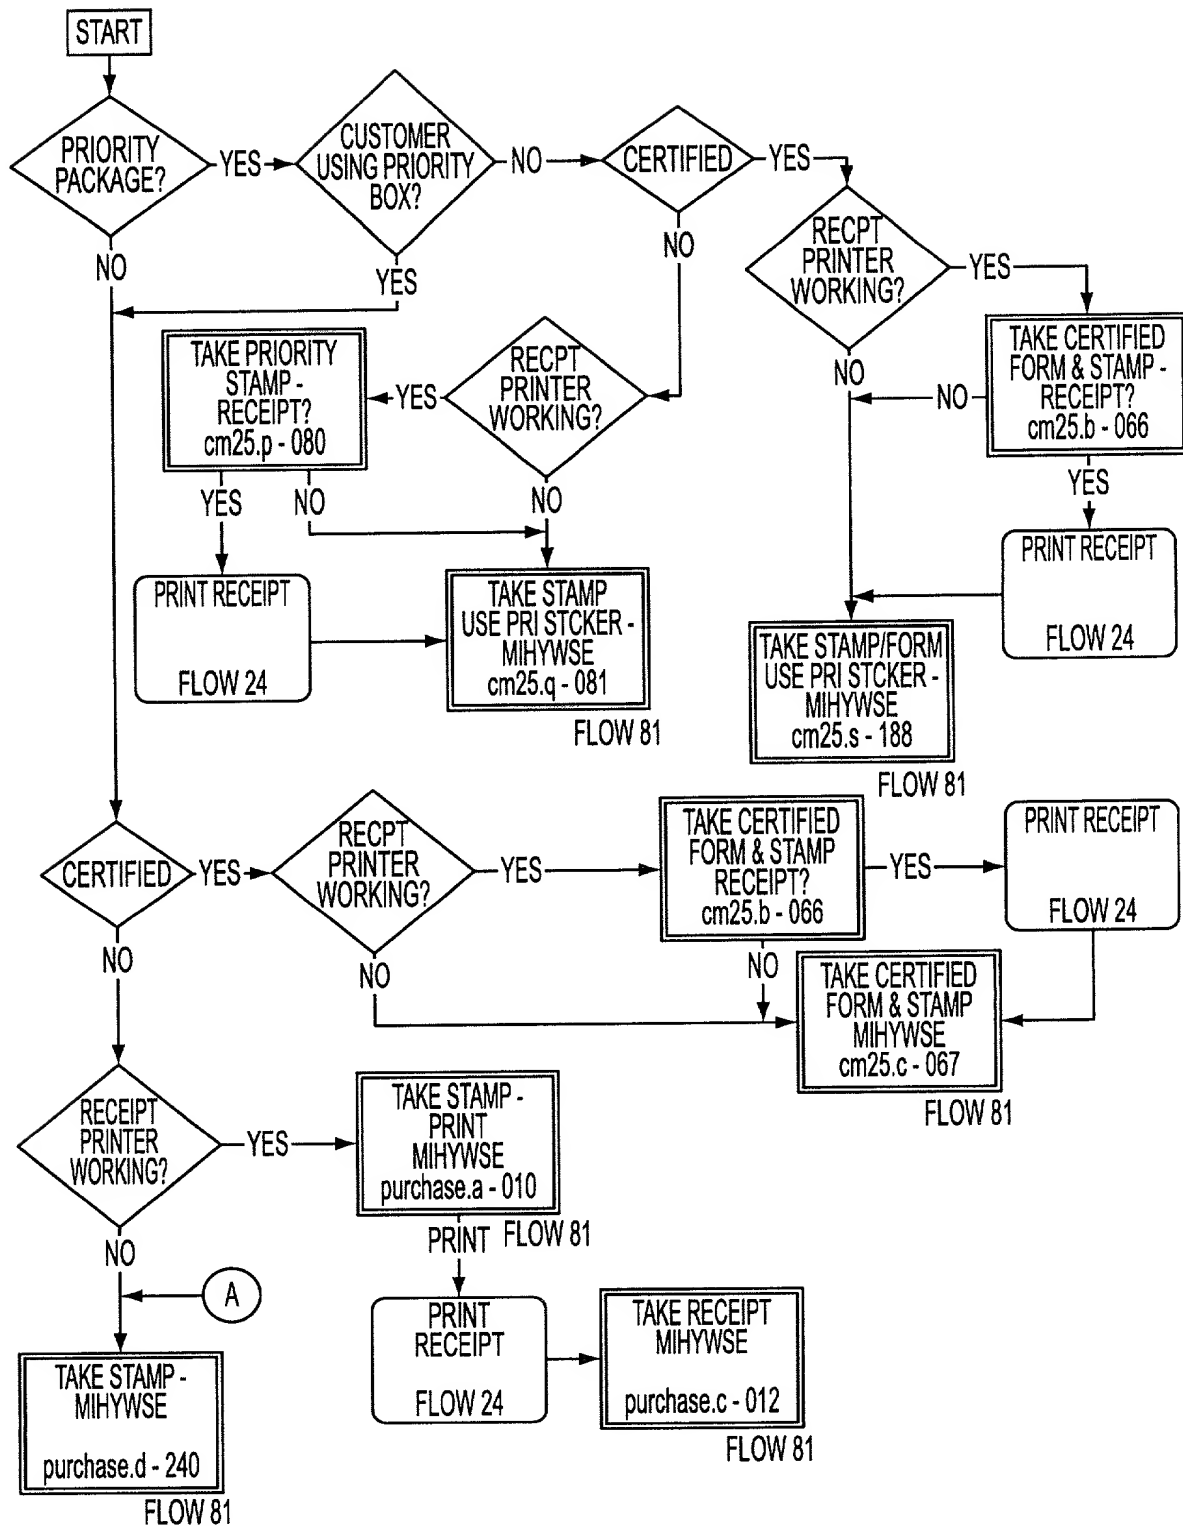 START
PRIORITY
PACKAGE?
YES
CUSTOMER
USING PRIORITY
BOX?
NO
CERTIFIED
YES
NO
YES
NO
RECPT
PRINTER
WORKING?
YES
NO
TAKE CERTIFIED
FORM & STAMP -
RECEIPT?
cm25.b - 066
NO
YES
PRINT RECEIPT
FLOW 24
TAKE PRIORITY
STAMP -
RECEIPT?
cm25.p - 080
YES
RECPT
PRINTER
WORKING?
YES
NO
NO
PRINT RECEIPT
FLOW 24
TAKE STAMP
USE PRI STCKER -
MIHYWSE
cm25.q - 081
FLOW 81
TAKE STAMP/FORM
USE PRI STCKER -
MIHYWSE
cm25.s - 188
FLOW 81
CERTIFIED
YES
RECPT
PRINTER
WORKING?
YES
TAKE CERTIFIED
FORM & STAMP
RECEIPT?
cm25.b - 066
YES
PRINT RECEIPT
FLOW 24
NO
NO
NO
TAKE CERTIFIED
FORM & STAMP
MIHYWSE
cm25.c - 067
FLOW 81
RECEIPT
PRINTER
WORKING?
YES
TAKE STAMP -
PRINT
MIHYWSE
purchase.a - 010
FLOW 81
PRINT
NO
A
PRINT
RECEIPT
FLOW 24
TAKE RECEIPT
MIHYWSE
purchase.c - 012
FLOW 81
TAKE STAMP -
MIHYWSE
purchase.d - 240
FLOW 81